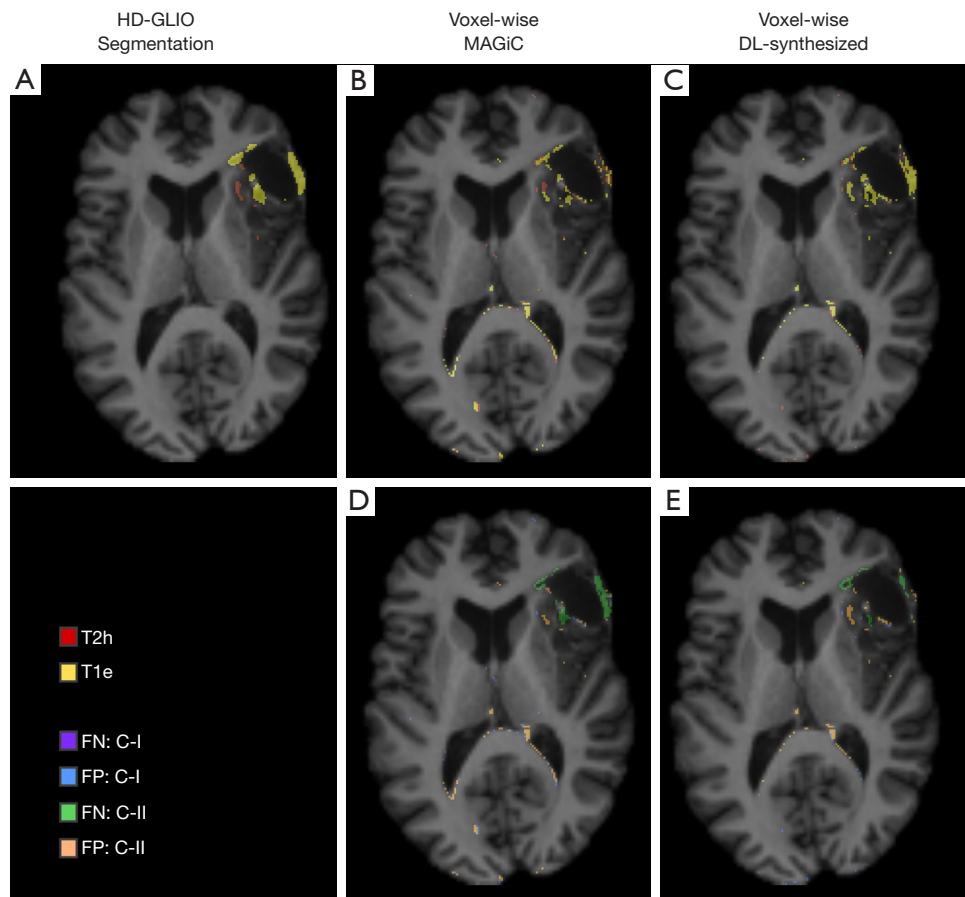 HD-GLIO
Segmentation
Voxel-wise
MAGiC
Voxel-wise
DL-synthesized
A
B
C
D
E
T2h
T1e
FN: C-I
FP: C-I
FN: C-II
FP: C-II